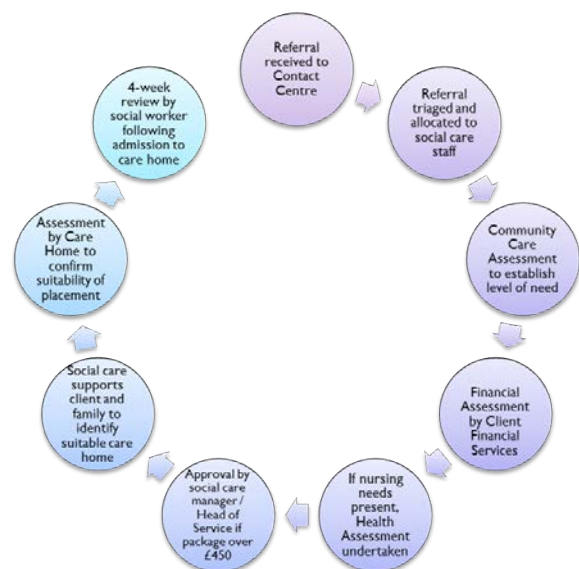 Referral
received to
Contact
Centre
Referral
triaged and
allocated to
social care
staff
Community
Care
Assessment
to establish
level of need
Financial
Assessment
by Client
Financial
Services
If nursing
needs
present,
Health
Assessment
undertaken
Approval by
social care
manager /
Head of
Service if
package over
£450
Social care
supports
client and
family to
identify
suitable care
home
Assessment
by Care
Home to
confirm
suitability of
placement
4-week
review by
social worker
following
admission to
care home